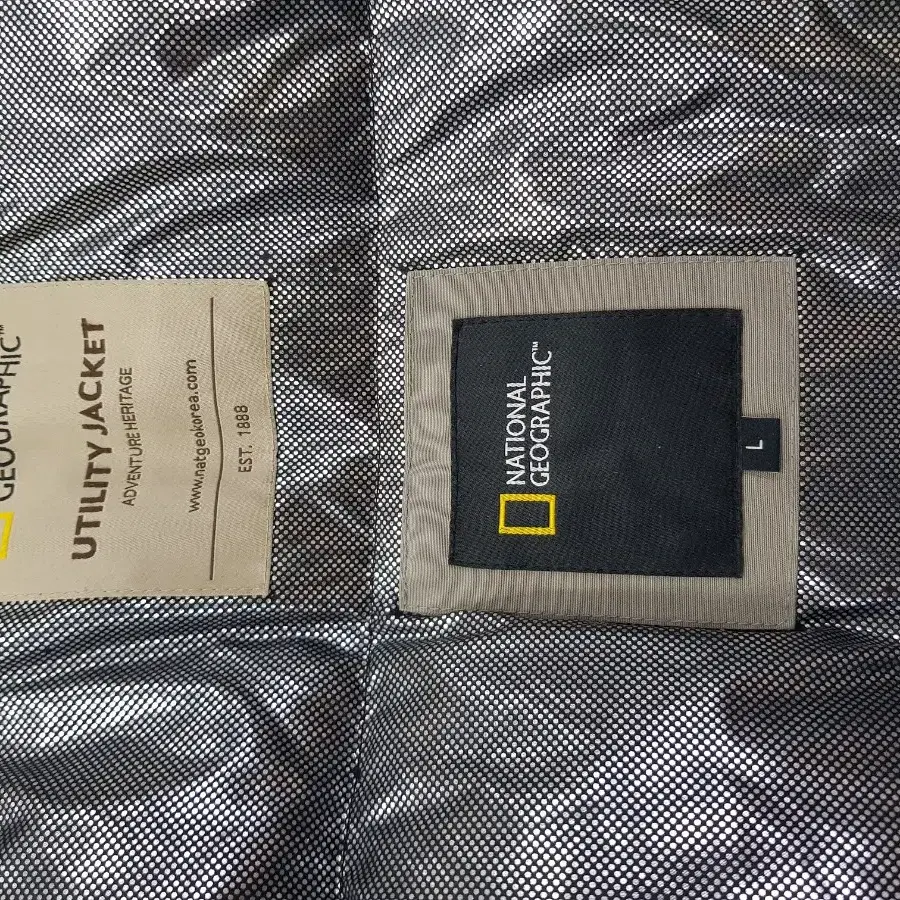 GEOGRAPHIC™
UTILITY JACKET
ADVENTURE HERITAGE
www.natgeokorea.com
EST. 1888
NATIONAL
GEOGRAPHIC™
L